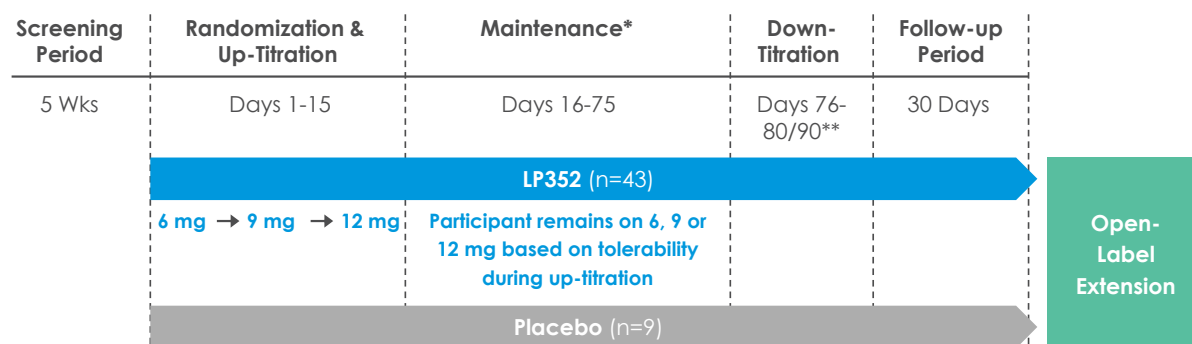 Screening Period
Randomization & Up-Titration
Maintenance*
Down-Titration
Follow-up Period
5 Wks
Days 1-15
Days 16-75
Days 76-80/90**
30 Days
LP352 (n=43)
6 mg → 9 mg → 12 mg
Participant remains on 6, 9 or
12 mg based on tolerability
during up-titration
Placebo (n=9)
Open-
Label
Extension